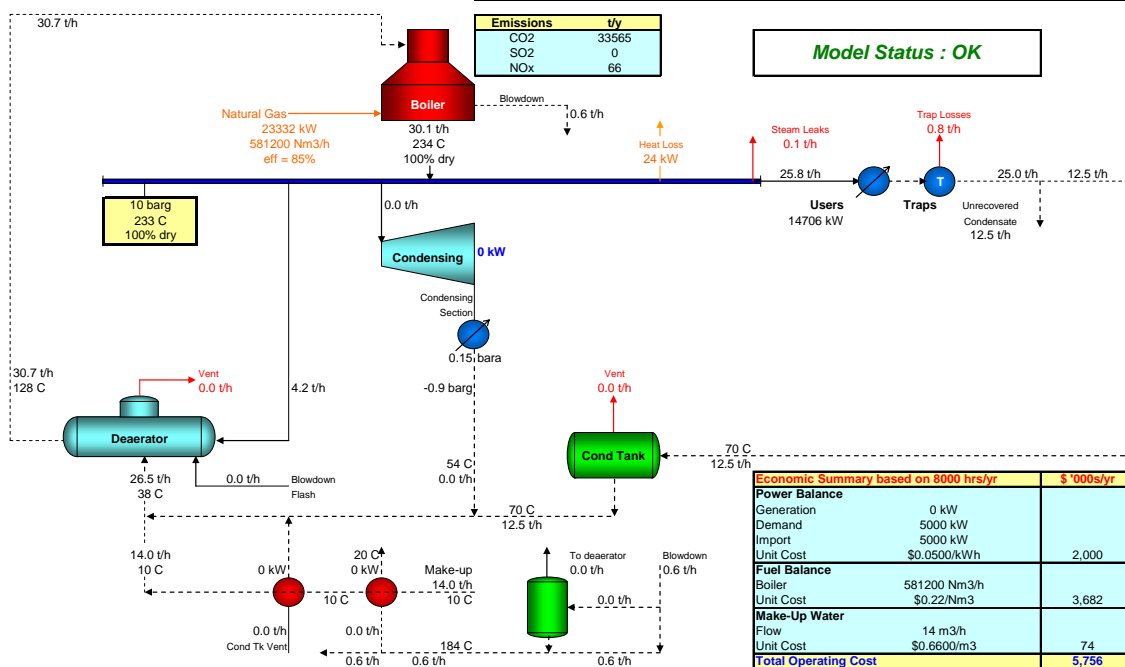 30.7 t/h
Emissions t/y
CO2 33565
SO2 0
NOx 66
Model Status : OK
Boiler
Blowdown
0.6 t/h
Natural Gas
23332 kW
581200 Nm3/h
eff = 85%
30.1 t/h
234 C
100% dry
Heat Loss
24 kW
Steam Leaks
0.1 t/h
Trap Losses
0.8 t/h
10 barg
233 C
100% dry
0.0 t/h
25.8 t/h
Users
14706 kW
T
Traps
25.0 t/h
12.5 t/h
Unrecovered
Condensate
12.5 t/h
Condensing
0 kW
Condensing
Section
0.15 bara
-0.9 barg
30.7 t/h
128 C
Vent
0.0 t/h
4.2 t/h
Vent
0.0 t/h
Deaerator
Cond Tank
70 C
12.5 t/h
26.5 t/h
38 C
0.0 t/h
Blowdown
Flash
54 C
0.0 t/h
70 C
12.5 t/h
14.0 t/h
10 C
0 kW
20 C
0 kW
Make-up
14.0 t/h
10 C
10 C
To deaerator
0.0 t/h
Blowdown
0.6 t/h
0.0 t/h
0.0 t/h
Cond Tk Vent
0.0 t/h
184 C
0.6 t/h
0.6 t/h
0.6 t/h
Economic Summary based on 8000 hrs/yr $ '000s/yr
Power Balance
Generation 0 kW
Demand 5000 kW
Import 5000 kW
Unit Cost $0.0500/kWh 2,000
Fuel Balance
Boiler 581200 Nm3/h
Unit Cost $0.22/Nm3 3,682
Make-Up Water
Flow 14 m3/h
Unit Cost $0.6600/m3 74
Total Operating Cost 5,756